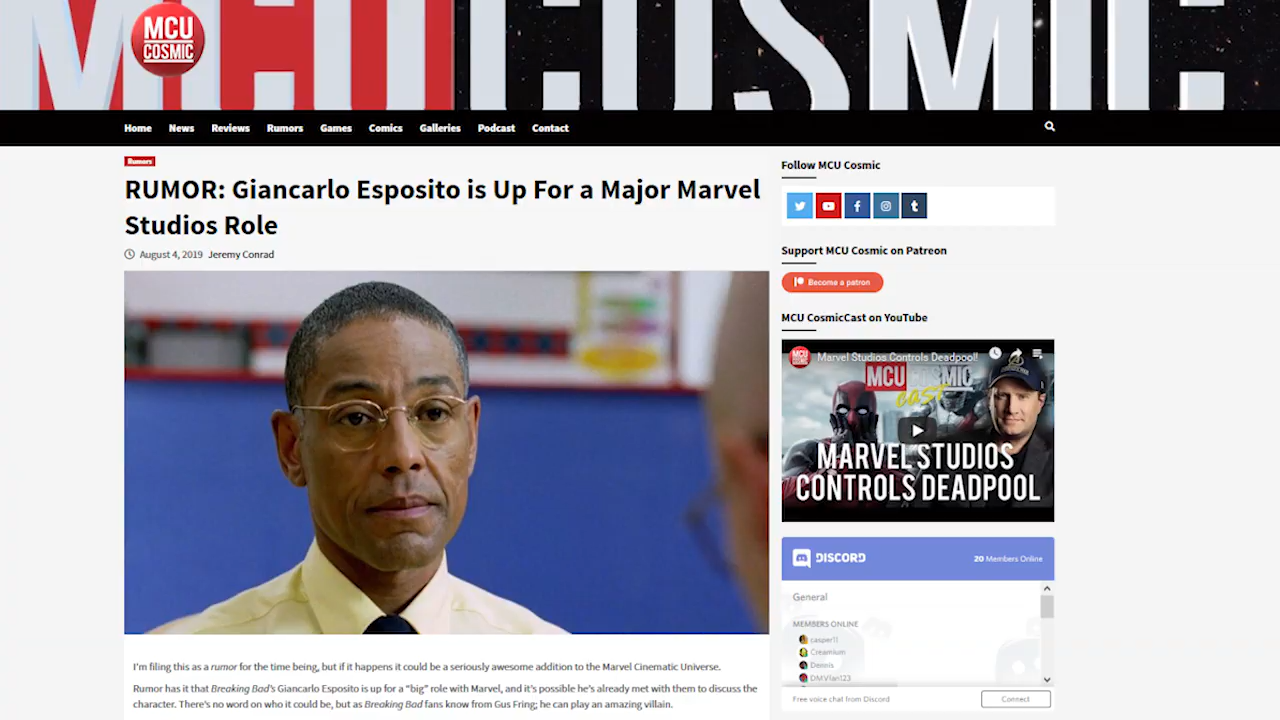 MCU COSMIC
MCU
COSMIC
Home News Reviews Rumors Games Comics Galleries Podcast Contact
Rumors
RUMOR: Giancarlo Esposito is Up For a Major Marvel
Studios Role
August 4, 2019 Jeremy Conrad
I'm filing this as a rumor for the time being, but if it happens it could be a seriously awesome addition to the Marvel Cinematic Universe.
Rumor has it that Breaking Bad's Giancarlo Esposito is up for a "big" role with Marvel, and it's possible he's already met with them to discuss the
character. There's no word on who it could be, but as Breaking Bad fans know from Gus Fring; he can play an amazing villain.
Follow MCU Cosmic
Support MCU Cosmic on Patreon
Become a patron
MCU CosmicCast on YouTube
MCU
COSMIC
Marvel Studios Controls Deadpool!
MCU COSMIC
cast
MARVEL STUDIOS
CONTROLS DEADPOOL
DISCORD 20 Members Online
General
MEMBERS ONLINE
casper11
Creamium
Dennis
DMVlan123
Free voice chat from Discord Connect